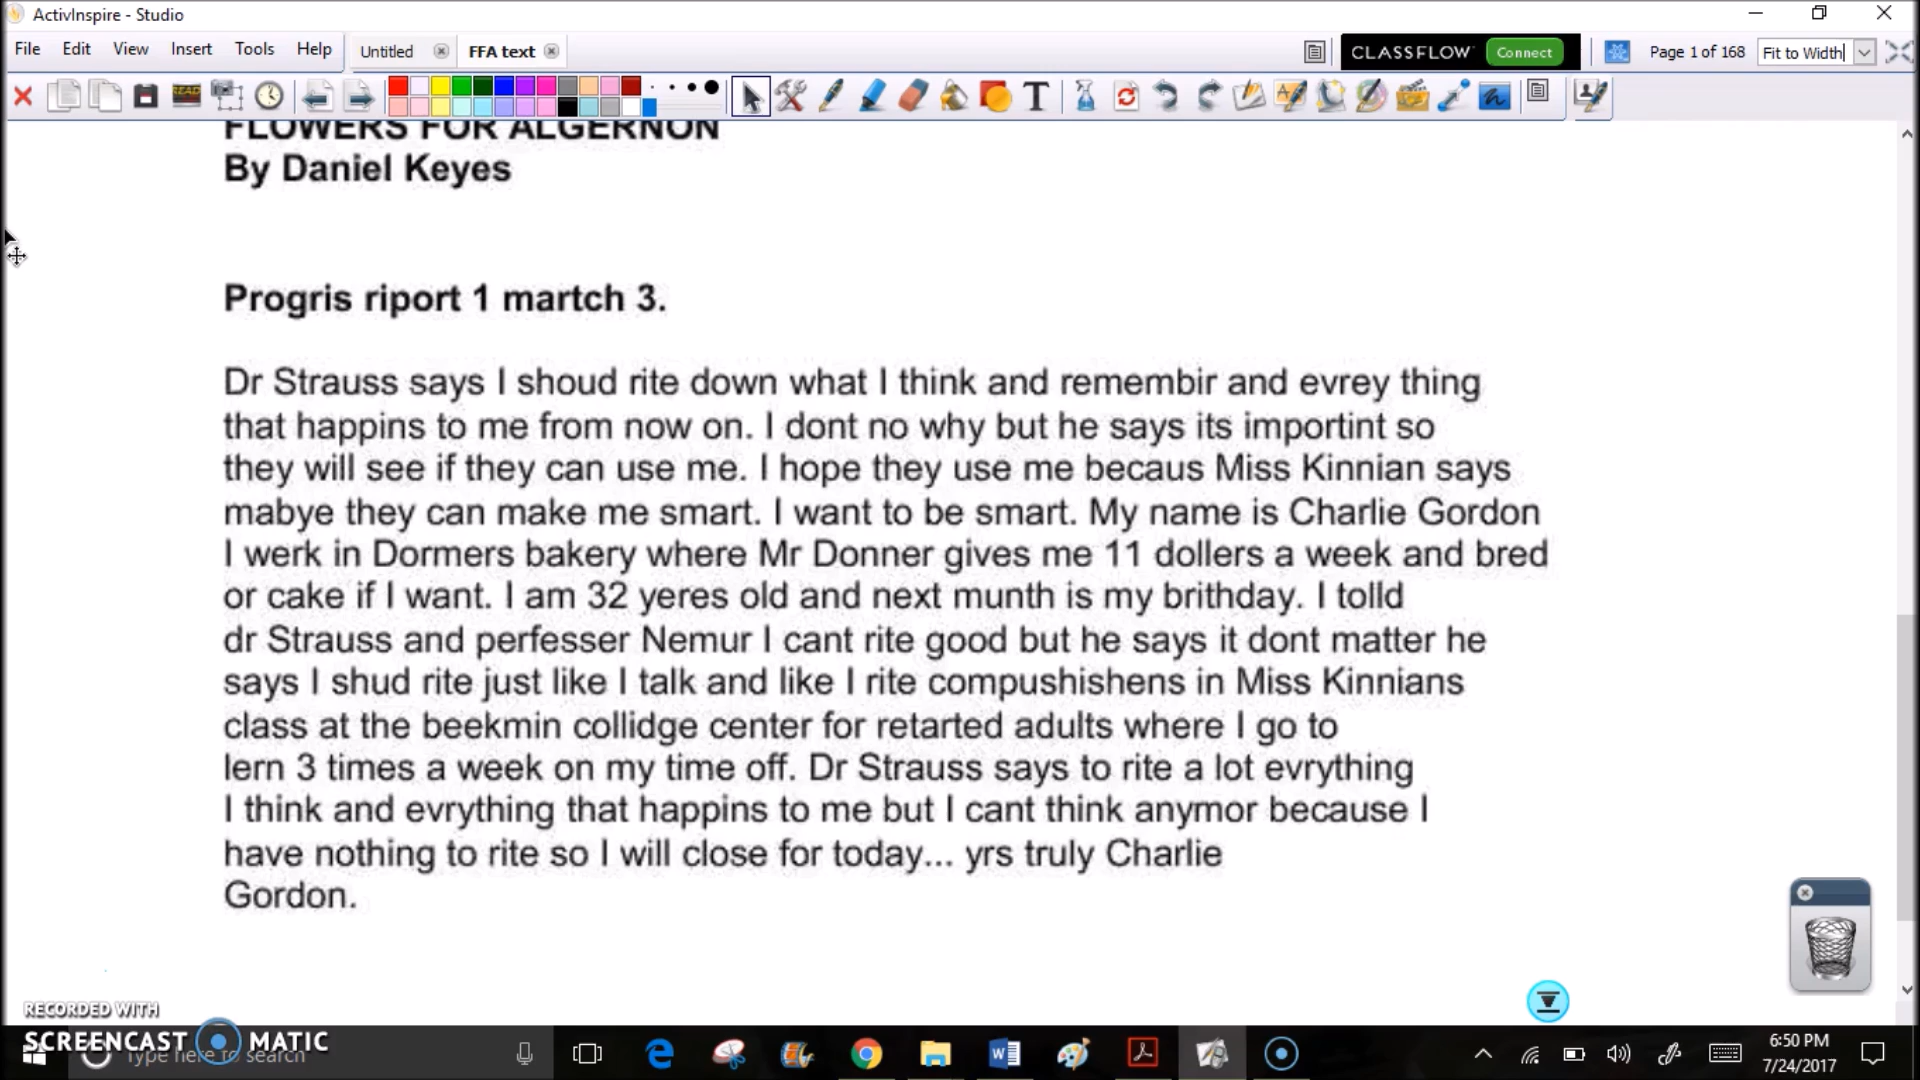 ActivInspire - Studio
File Edit View Insert Tools Help Untitled FFA text CLASSFLOW Connect Page 1 of 168 Fit to Width
READ T
FLOWERS FOR ALGERNON
By Daniel Keyes
Progris riport 1 martch 3.
Dr Strauss says I shoud rite down what I think and remembir and evrey thing
that happins to me from now on. I dont no why but he says its importint so
they will see if they can use me. I hope they use me becaus Miss Kinnian says
mabye they can make me smart. I want to be smart. My name is Charlie Gordon
I werk in Dormers bakery where Mr Donner gives me 11 dollers a week and bred
or cake if I want. I am 32 yeres old and next munth is my brithday. I tolld
dr Strauss and perfesser Nemur I cant rite good but he says it dont matter he
says I shud rite just like I talk and like I rite compushishens in Miss Kinnians
class at the beekmin collidge center for retarted adults where I go to
lern 3 times a week on my time off. Dr Strauss says to rite a lot evrything
I think and evrything that happins to me but I cant think anymor because I
have nothing to rite so I will close for today... yrs truly Charlie
Gordon.
RECORDED WITH
SCREENCAST MATIC
Type here to search
6:50 PM
7/24/2017